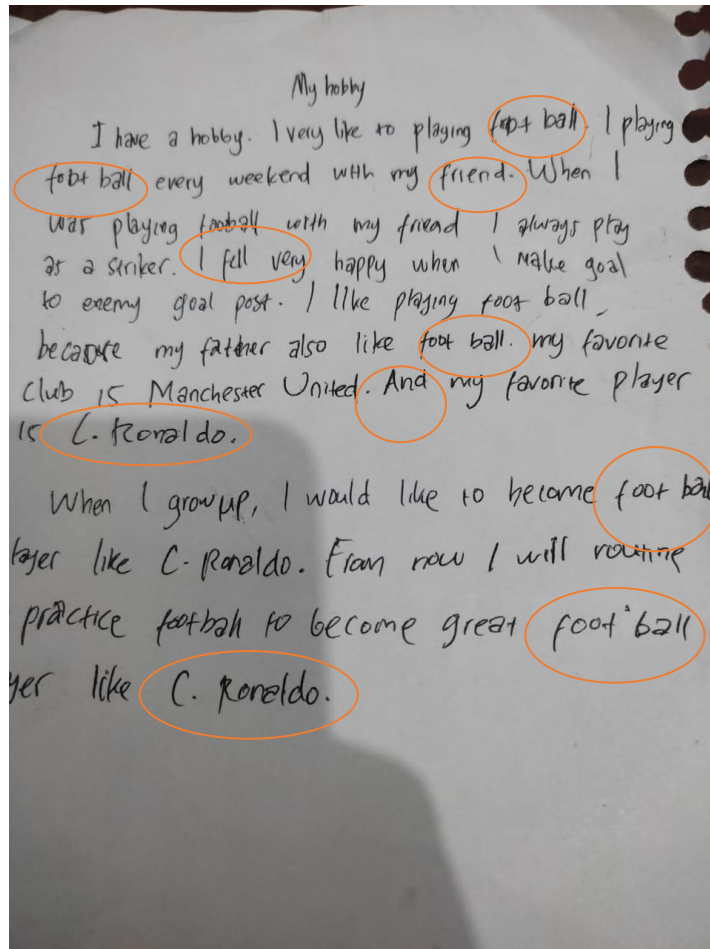 My hobby
I have a hobby. I very like to playing foot ball. I playing
foot ball every weekend with my friend. When I
was playing fooball with my friend I always play
as a striker. I fell very happy when I make goal
to enemy goal post. I like playing foot ball
because my father also like foot ball. my favorite
club is Manchester United. And my favorite player
is C. Ronaldo.
When I grow up, I would like to become foot ball
layer like C. Ronaldo. From now I will routine
practice football to become great foot ball
yer like C. Ronaldo.